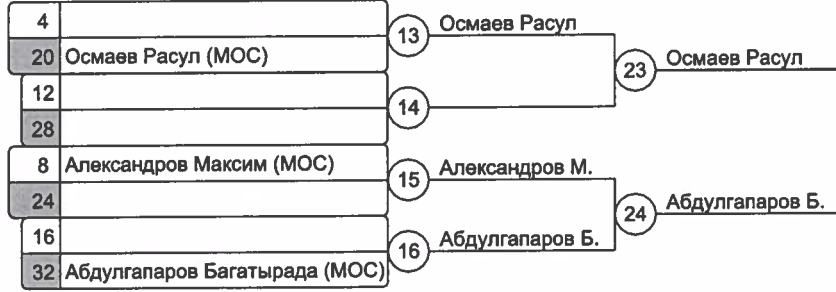 4
20 Осмаев Расул (МОС)
13 Осмаев Расул
23 Осмаев Расул
12
28
14
8 Александров Максим (МОС)
24
15 Александров М.
24 Абдулгапаров Б.
16
32 Абдулгапаров Багатырада (МОС)
16 Абдулгапаров Б.